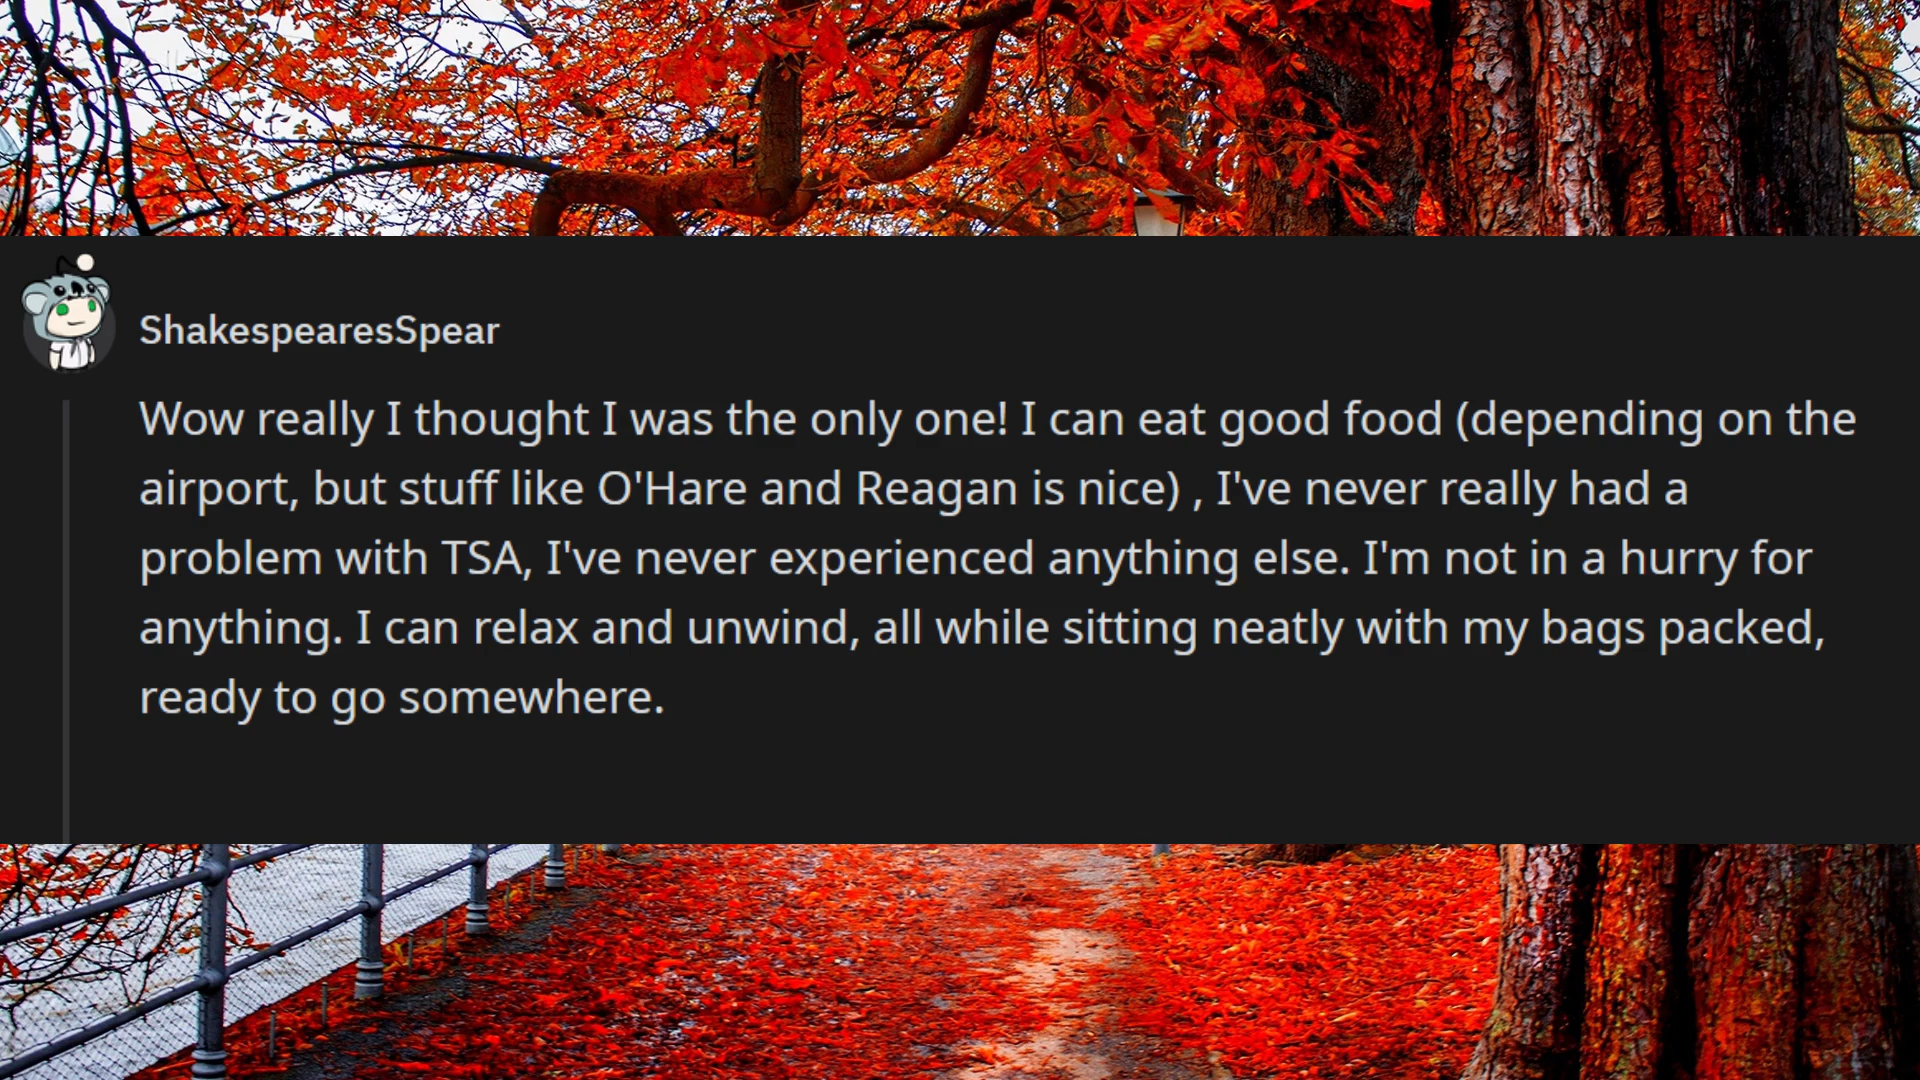 ShakespearesSpear
Wow really I thought I was the only one! I can eat good food (depending on the
airport, but stuff like O'Hare and Reagan is nice) , I've never really had a
problem with TSA, I've never experienced anything else. I'm not in a hurry for
anything. I can relax and unwind, all while sitting neatly with my bags packed,
ready to go somewhere.